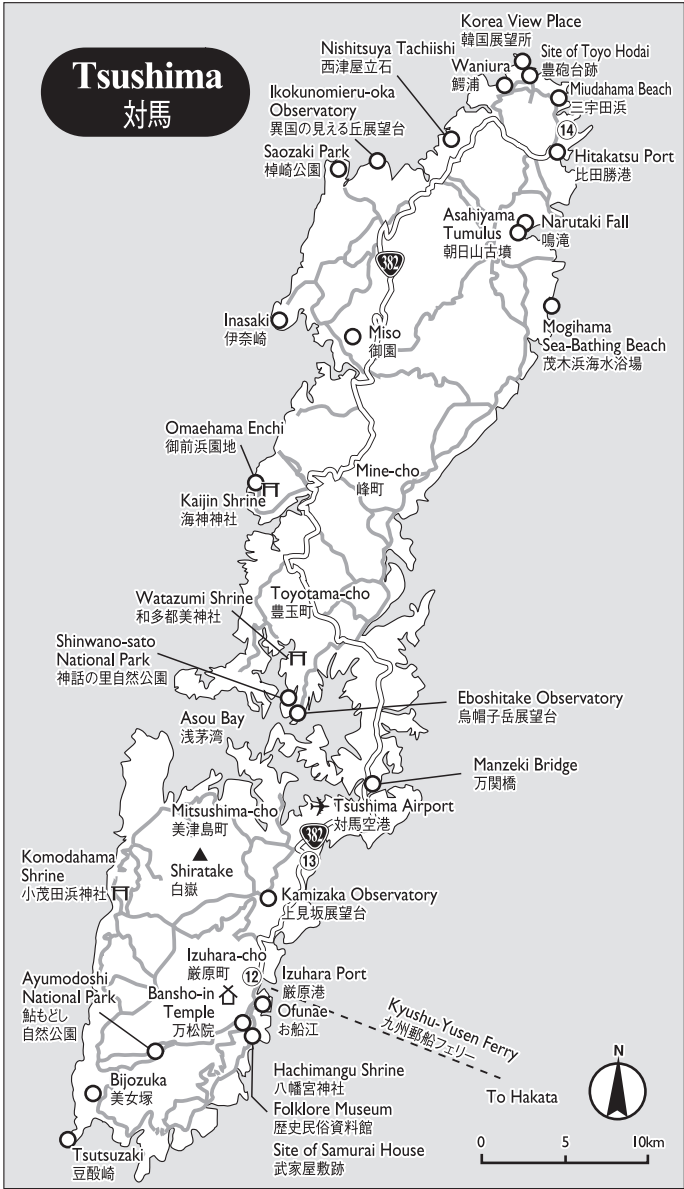 Tsushima
対馬
Korea View Place
韓国展望所
Nishitsuya Tachiishi
西津屋立石
Waniura
鰐浦
Site of Toyo Hodai
豊砲台跡
Miudahama Beach
三宇田浜
Ikokunomieru-oka
Observatory
異国の見える丘展望台
14
Saozaki Park
棹崎公園
Hitakatsu Port
比田勝港
Asahiyama
Tumulus
朝日山古墳
Narutaki Fall
鳴滝
382
Inasaki
伊奈崎
Miso
御園
Mogihama
Sea-Bathing Beach
茂木浜海水浴場
Omaehama Enchi
御前浜園地
Mine-cho
峰町
Kaijin Shrine
海神神社
Watazumi Shrine
和多都美神社
Toyotama-cho
豊玉町
Shinwano-sato
National Park
神話の里自然公園
Eboshitake Observatory
烏帽子岳展望台
Asou Bay
浅茅湾
Manzeki Bridge
万関橋
Mitsushima-cho
美津島町
Tsushima Airport
対馬空港
382
13
Komodahama
Shrine
小茂田浜神社
Shiratake
白嶽
Kamizaka Observatory
上見坂展望台
Izuhara-cho
厳原町
12
Izuhara Port
厳原港
Ayumodoshi
National Park
鮎もどし
自然公園
Bansho-in
Temple
万松院
Ofunae
お船江
Kyushu-Yusen Ferry
九州郵船フェリー
To Hakata
N
Bijozuka
美女塚
Hachimangu Shrine
八幡宮神社
Folklore Museum
歴史民俗資料館
Site of Samurai House
武家屋敷跡
Tsutsuzaki
豆酘崎
0 5 10km